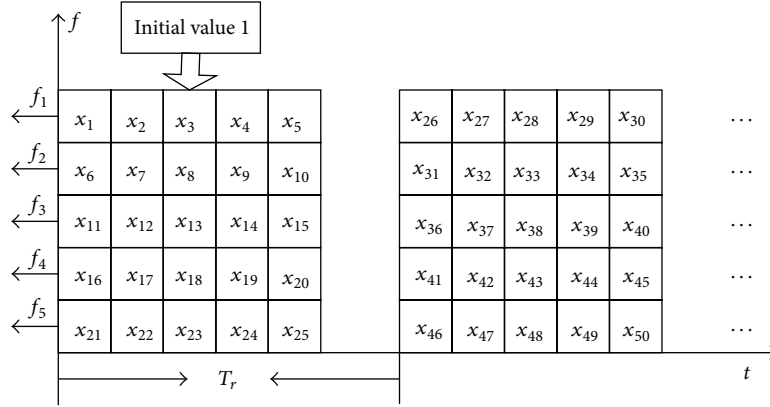 f
Initial value 1
f₁ x₁ x₂ x₃ x₄ x₅ x₂₆ x₂₇ x₂₈ x₂₉ x₃₀ ...
f₂ x₆ x₇ x₈ x₉ x₁₀ x₃₁ x₃₂ x₃₃ x₃₄ x₃₅ ...
f₃ x₁₁ x₁₂ x₁₃ x₁₄ x₁₅ x₃₆ x₃₇ x₃₈ x₃₉ x₄₀ ...
f₄ x₁₆ x₁₇ x₁₈ x₁₉ x₂₀ x₄₁ x₄₂ x₄₃ x₄₄ x₄₅ ...
f₅ x₂₁ x₂₂ x₂₃ x₂₄ x₂₅ x₄₆ x₄₇ x₄₈ x₄₉ x₅₀ ...
Tᵣ t